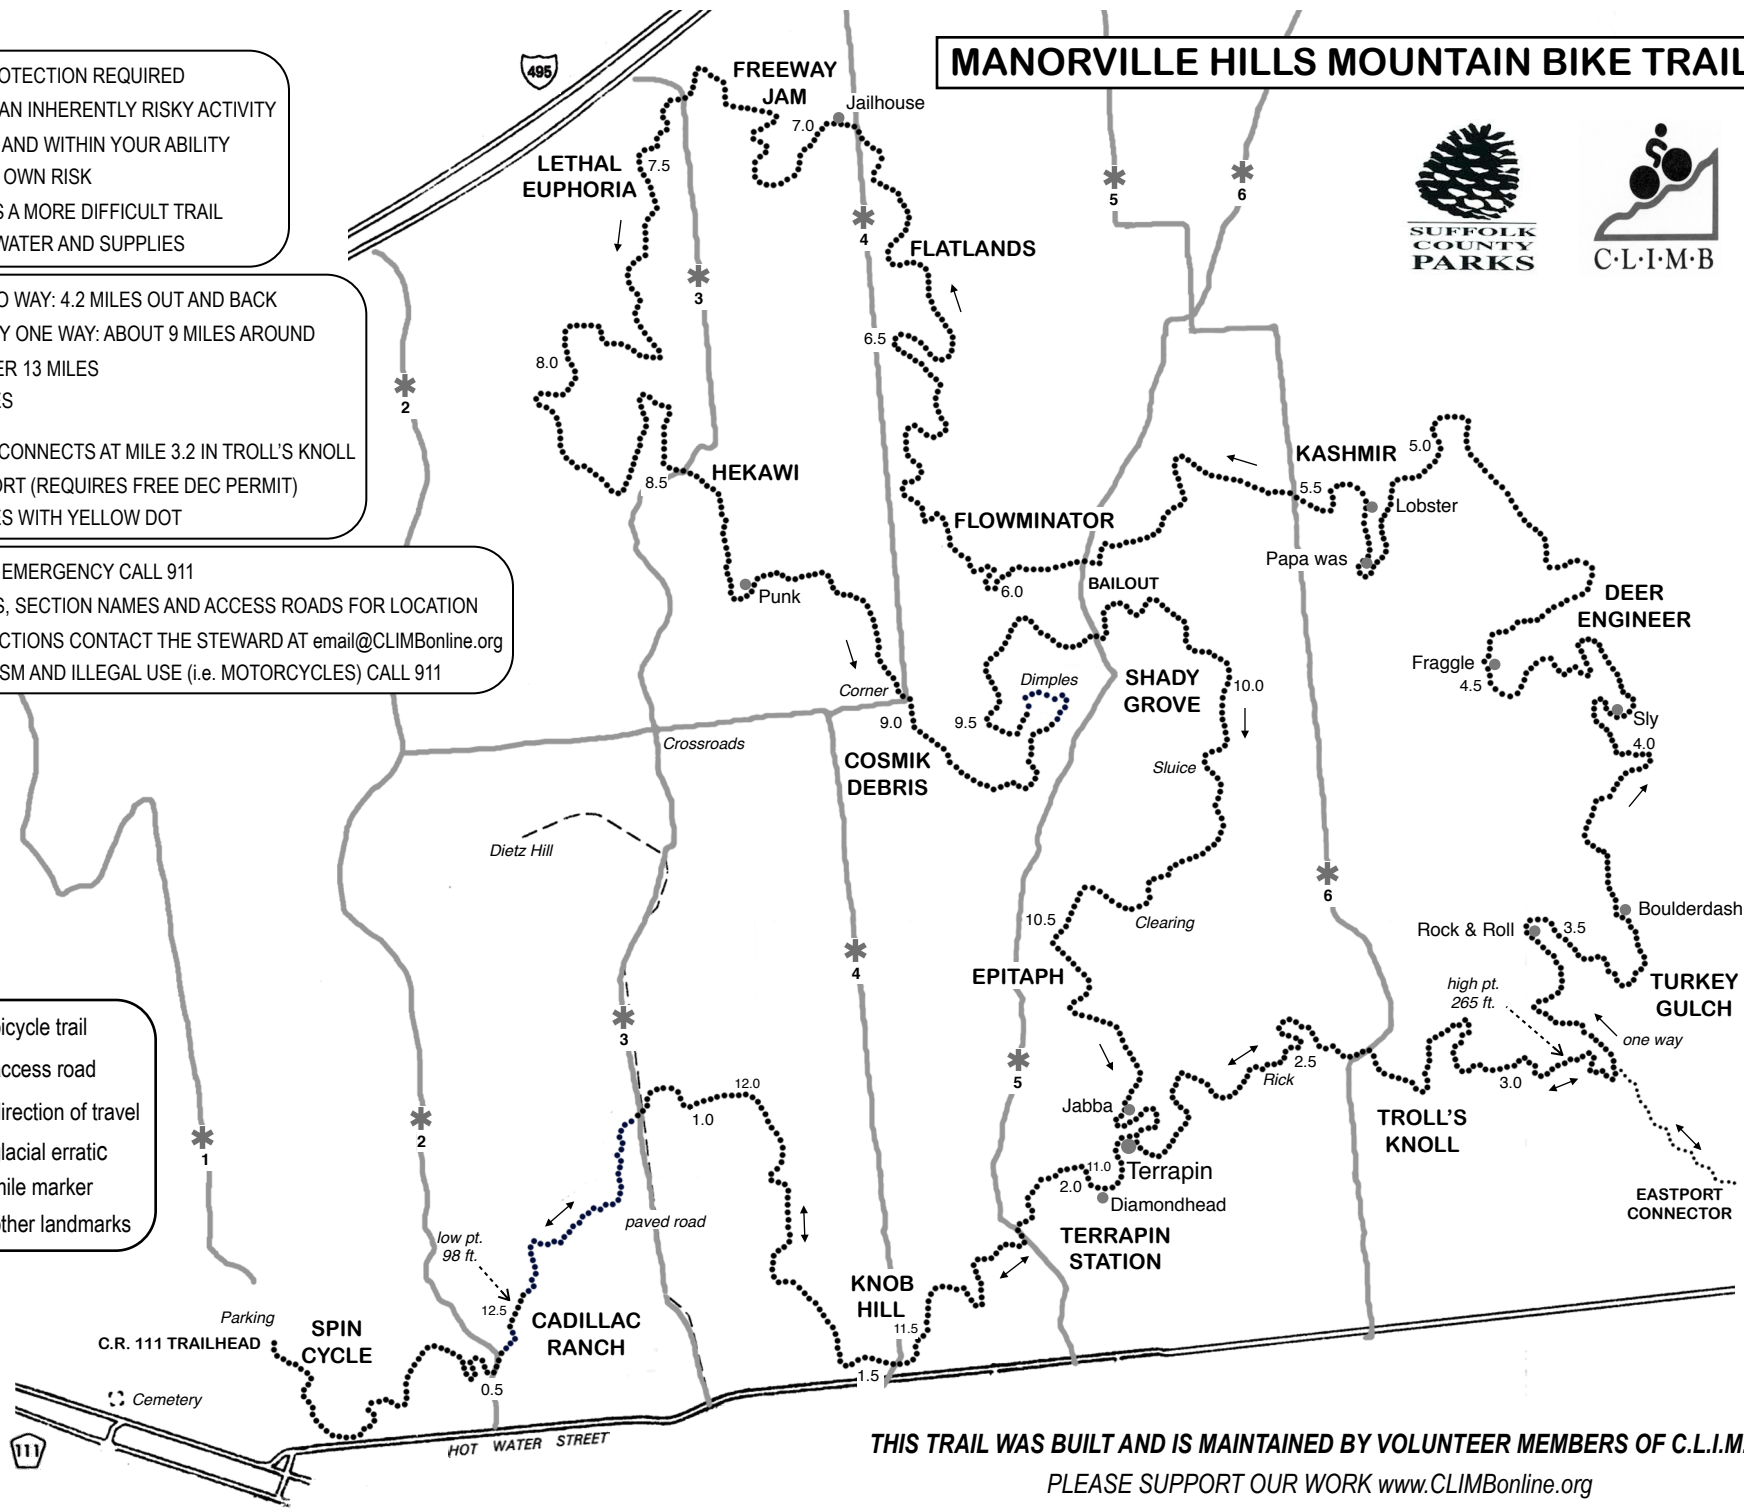 MANORVILLE HILLS MOUNTAIN BIKE TRAIL
OTECTION REQUIRED
AN INHERENTLY RISKY ACTIVITY
AND WITHIN YOUR ABILITY
OWN RISK
S A MORE DIFFICULT TRAIL
WATER AND SUPPLIES
O WAY: 4.2 MILES OUT AND BACK
Y ONE WAY: ABOUT 9 MILES AROUND
ER 13 MILES
ES
CONNECTS AT MILE 3.2 IN TROLL'S KNOLL
ORT (REQUIRES FREE DEC PERMIT)
ES WITH YELLOW DOT
EMERGENCY CALL 911
S, SECTION NAMES AND ACCESS ROADS FOR LOCATION
CTIONS CONTACT THE STEWARD AT email@CLIMBonline.org
SM AND ILLEGAL USE (i.e. MOTORCYCLES) CALL 911
bicycle trail
access road
direction of travel
glacial erratic
mile marker
other landmarks
495
FREEWAY
JAM
Jailhouse
7.0
LETHAL
EUPHORIA
7.5
4
3
2
5
6
SUFFOLK
COUNTY
PARKS
C·L·I·M·B
FLATLANDS
6.5
8.0
8.5
HEKAWI
Punk
FLOWMINATOR
6.0
BAILOUT
KASHMIR
5.0
5.5
Lobster
Papa was
DEER
ENGINEER
Fraggle
4.5
Sly
4.0
Corner
9.0
9.5
Dimples
SHADY
GROVE
10.0
Crossroads
COSMIK
DEBRIS
Sluice
Dietz Hill
6
10.5
Clearing
Rock & Roll
3.5
Boulderdash
EPITAPH
4
3
5
high pt.
265 ft.
TURKEY
GULCH
one way
2.5
Rick
3.0
12.0
1.0
Jabba
TROLL'S
KNOLL
1
2
11.0
Terrapin
2.0
Diamondhead
EASTPORT
CONNECTOR
paved road
TERRAPIN
STATION
low pt.
98 ft.
KNOB
HILL
12.5
11.5
Parking
C.R. 111 TRAILHEAD
SPIN
CYCLE
CADILLAC
RANCH
0.5
1.5
Cemetery
111
HOT WATER STREET
THIS TRAIL WAS BUILT AND IS MAINTAINED BY VOLUNTEER MEMBERS OF C.L.I.M.
PLEASE SUPPORT OUR WORK www.CLIMBonline.org